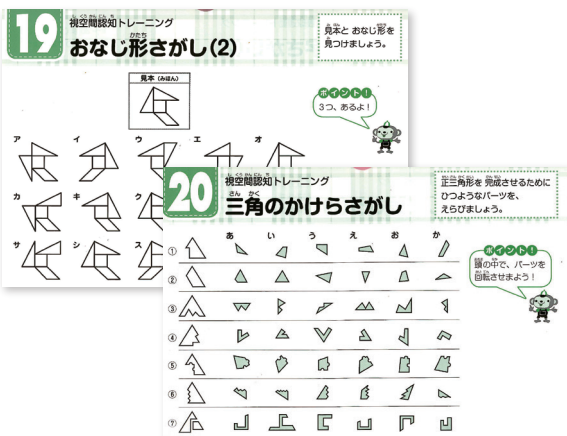 19
視空間認知トレーニング
おなじ形さがし(2)
見本と おなじ形を
見つけましょう。
見本 (みほん)
ポイント!
3つ、あるよ!
ア イ ウ エ オ
カ キ ク
サ シ ス
20
視空間認知トレーニング
三角のかけらさがし
正三角形を 完成させるために
ひつようなパーツを、
えらびましょう。
あ い う え お か
ポイント!
頭の中で、パーツを
回転させまよう!
①
②
③
④
⑤
⑥
⑦